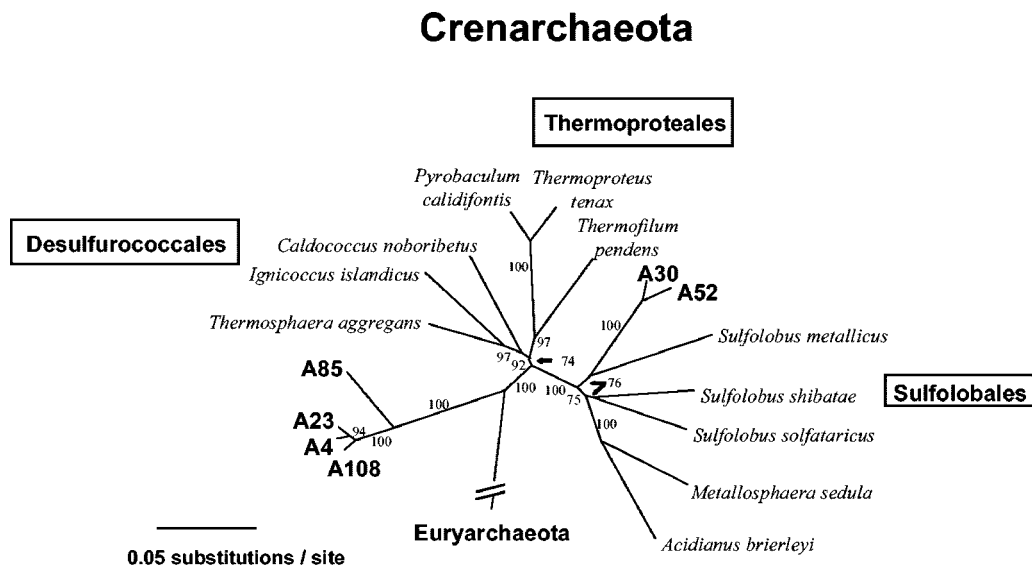 Crenarchaeota
Thermoproteales
Pyrobaculum
calidifontis
Thermoproteus
tenax
Thermofilum
pendens
Desulfurococcales
Caldococcus noboribetus
Ignicoccus islandicus
Thermosphaera aggregans
100
A30
A52
100
97
97
92
74
Sulfolobus metallicus
A85
100
100
76
75
Sulfolobus shibatae
Sulfolobales
100
A23
94
A4
100
A108
100
Sulfolobus solfataricus
Metallosphaera sedula
Euryarchaeota
Acidianus brierleyi
0.05 substitutions / site